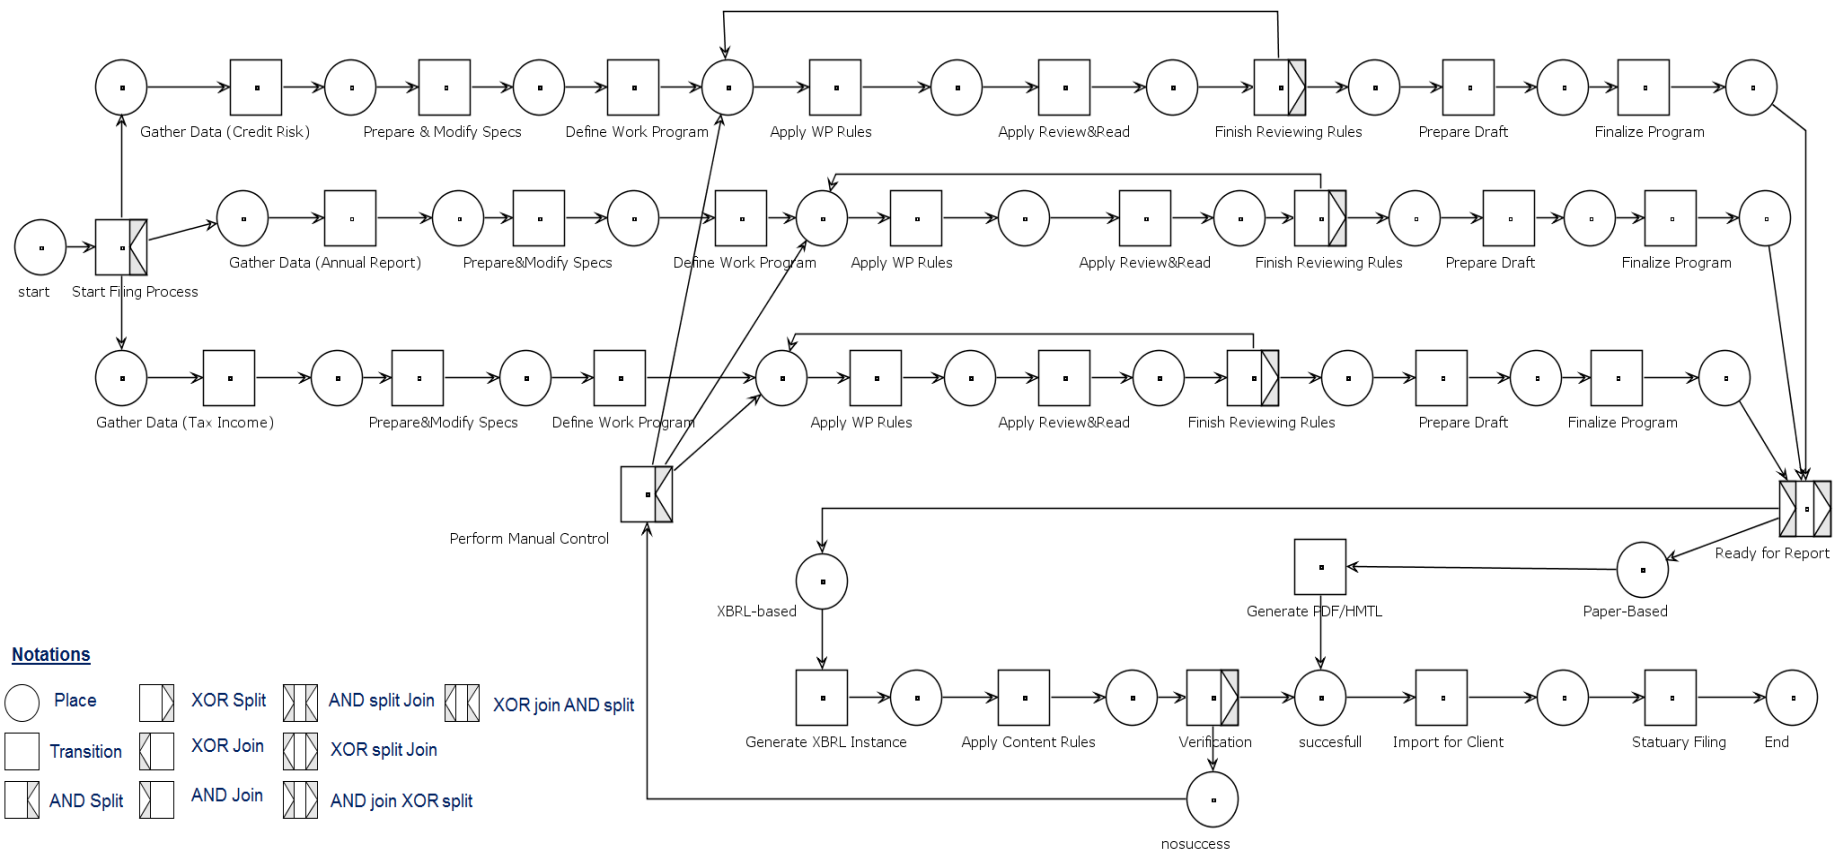 Gather Data (Credit Risk) Prepare & Modify Specs Define Work Program Apply WP Rules Apply Review&Read Finish Reviewing Rules Prepare Draft Finalize Program
Gather Data (Annual Report) Prepare&Modify Specs Define Work Program Apply WP Rules Apply Review&Read Finish Reviewing Rules Prepare Draft Finalize Program
start Start Filing Process
Gather Data (Tax Income) Prepare&Modify Specs Define Work Program Apply WP Rules Apply Review&Read Finish Reviewing Rules Prepare Draft Finalize Program
Perform Manual Control
Ready for Report
XBRL-based Generate PDF/HMTL Paper-Based
Generate XBRL Instance Apply Content Rules Verification succesfull Import for Client Statuary Filing End
nosuccess
Notations
Place XOR Split AND split Join XOR join AND split
Transition XOR Join XOR split Join
AND Split AND Join AND join XOR split